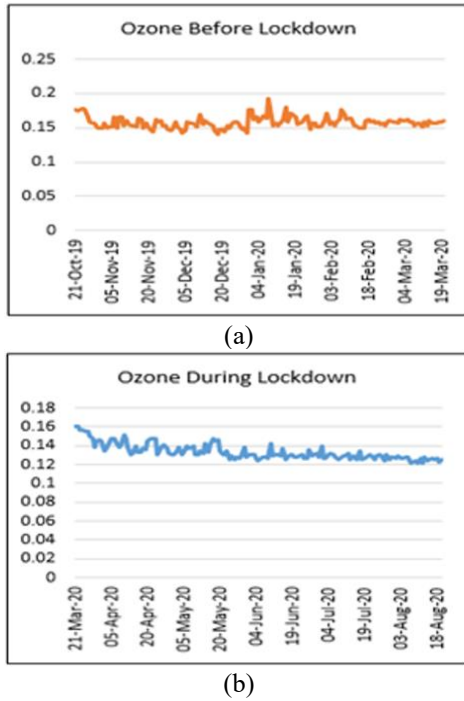 Ozone Before Lockdown
0.25
0.2
0.15
0.1
0.05
0
21-Oct-19
05-Nov-19
20-Nov-19
05-Dec-19
20-Dec-19
04-Jan-20
19-Jan-20
03-Feb-20
18-Feb-20
04-Mar-20
19-Mar-20
(a)
Ozone During Lockdown
0.18
0.16
0.14
0.12
0.1
0.08
0.06
0.04
0.02
0
21-Mar-20
05-Apr-20
20-Apr-20
05-May-20
20-May-20
04-Jun-20
19-Jun-20
04-Jul-20
19-Jul-20
03-Aug-20
18-Aug-20
(b)